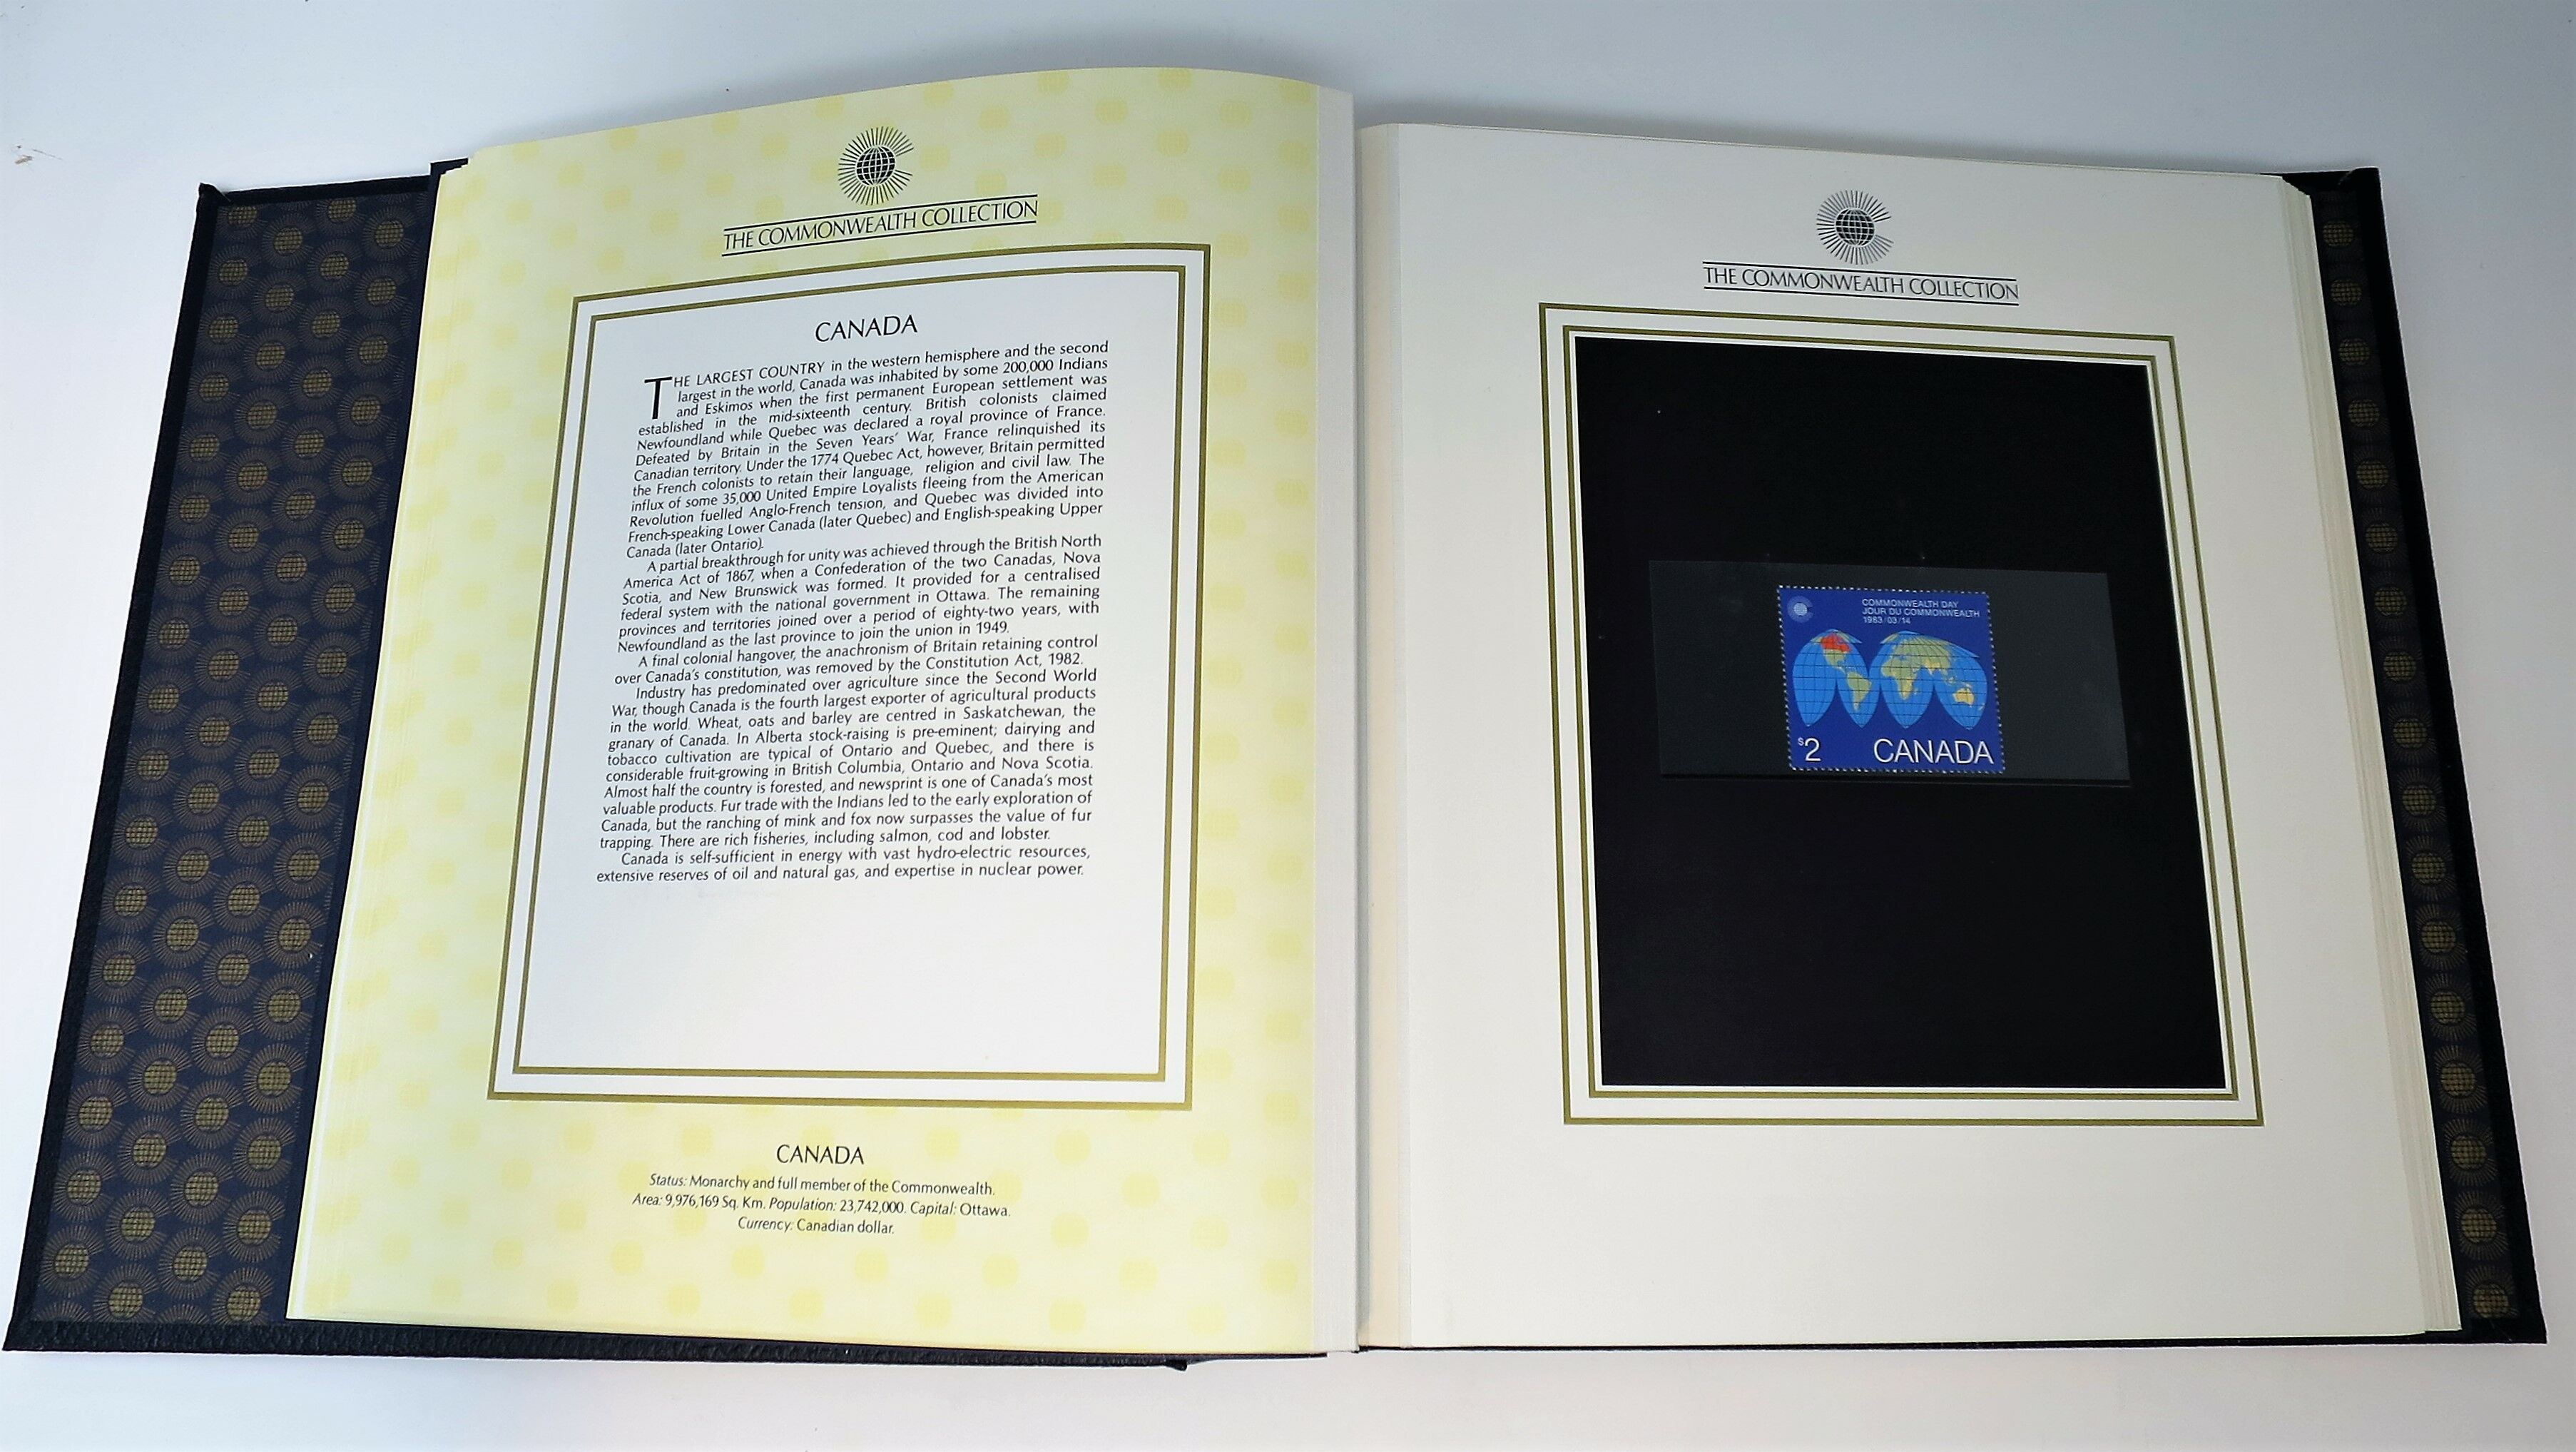 THE COMMONWEALTH COLLECTION
CANADA
THE LARGEST COUNTRY in the western hemisphere and the second
largest in the world, Canada was inhabited by some 200,000 Indians
and Eskimos when the first permanent European settlement was
established in the mid-sixteenth century. British colonists claimed
Newfoundland while Quebec was declared a royal province of France.
Defeated by Britain in the Seven Years' War, France relinquished its
Canadian territory. Under the 1774 Quebec Act, however, Britain permitted
the French colonists to retain their language, religion and civil law. The
influx of some 35,000 United Empire Loyalists fleeing from the American
Revolution fuelled Anglo-French tension, and Quebec was divided into
French-speaking Lower Canada (later Quebec) and English-speaking Upper
Canada (later Ontario).
A partial breakthrough for unity was achieved through the British North
America Act of 1867, when a Confederation of the two Canadas, Nova
Scotia, and New Brunswick was formed. It provided for a centralised
federal system with the national government in Ottawa. The remaining
provinces and territories joined over a period of eighty-two years, with
Newfoundland as the last province to join the union in 1949.
A final colonial hangover, the anachronism of Britain retaining control
over Canada's constitution, was removed by the Constitution Act, 1982.
Industry has predominated over agriculture since the Second World
War, though Canada is the fourth largest exporter of agricultural products
in the world. Wheat, oats and barley are centred in Saskatchewan, the
granary of Canada. In Alberta stock-raising is pre-eminent; dairying and
tobacco cultivation are typical of Ontario and Quebec, and there is
considerable fruit-growing in British Columbia, Ontario and Nova Scotia.
Almost half the country is forested, and newsprint is one of Canada's most
valuable products. Fur trade with the Indians led to the early exploration of
Canada, but the ranching of mink and fox now surpasses the value of fur
trapping. There are rich fisheries, including salmon, cod and lobster.
Canada is self-sufficient in energy with vast hydro-electric resources,
extensive reserves of oil and natural gas, and expertise in nuclear power.
CANADA
Status: Monarchy and full member of the Commonwealth.
Area: 9,976,169 Sq. Km. Population: 23,742,000. Capital: Ottawa.
Currency: Canadian dollar.
THE COMMONWEALTH COLLECTION
COMMONWEALTH DAY
JOUR DU COMMONWEALTH
1983/03/14
$2 CANADA